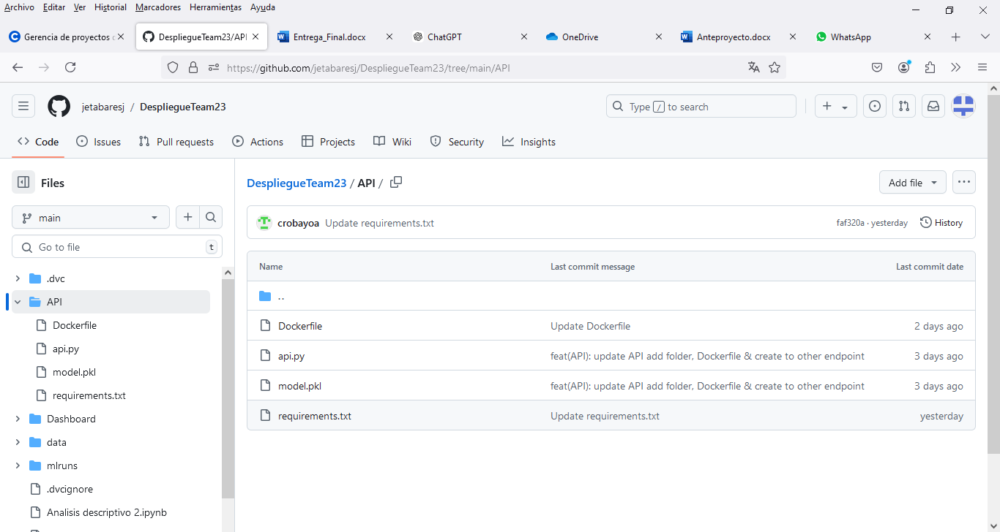 Archivo Editar Ver Historial Marcadores Herramientas Ayuda
Gerencia de proyectos d DespliegueTeam23/API Entrega_Final.docx ChatGPT OneDrive Anteproyecto.docx WhatsApp
https://github.com/jetabaresj/DespliegueTeam23/tree/main/API
jetabaresj / DespliegueTeam23 Type / to search
Code Issues Pull requests Actions Projects Wiki Security Insights
Files
main
Go to file t
.dvc
API
Dockerfile
api.py
model.pkl
requirements.txt
Dashboard
data
mlruns
.dvcignore
Analisis descriptivo 2.ipynb
DespliegueTeam23 / API / Add file
crobayoa Update requirements.txt faf320a · yesterday History
Name Last commit message Last commit date
..
Dockerfile Update Dockerfile 2 days ago
api.py feat(API): update API add folder, Dockerfile & create to other endpoint 3 days ago
model.pkl feat(API): update API add folder, Dockerfile & create to other endpoint 3 days ago
requirements.txt Update requirements.txt yesterday